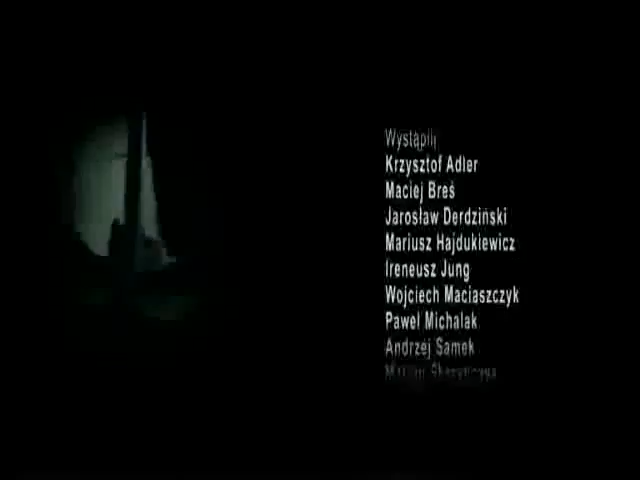 Wystąpili
Krzysztof Adler
Maciej Breś
Jarosław Derdziński
Mariusz Hajdukiewicz
Ireneusz Jung
Wojciech Maciaszczyk
Paweł Michalak
Andrzej Samek